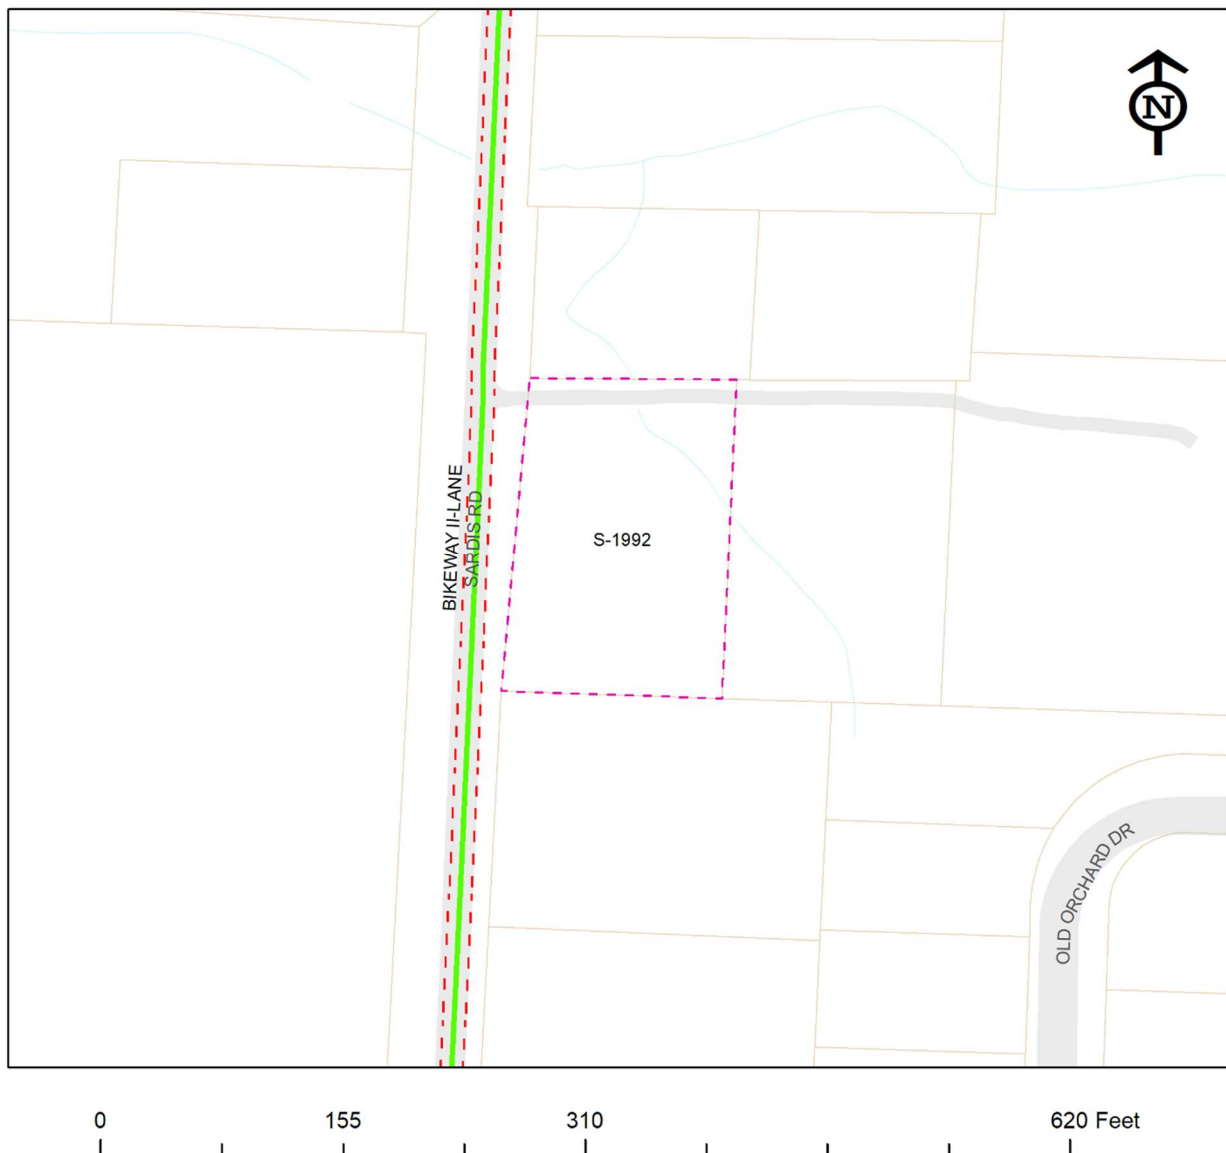 N
BIKEWAY II-LANE
SARDIS RD
S-1992
OLD ORCHARD DR
0 155 310 620 Feet